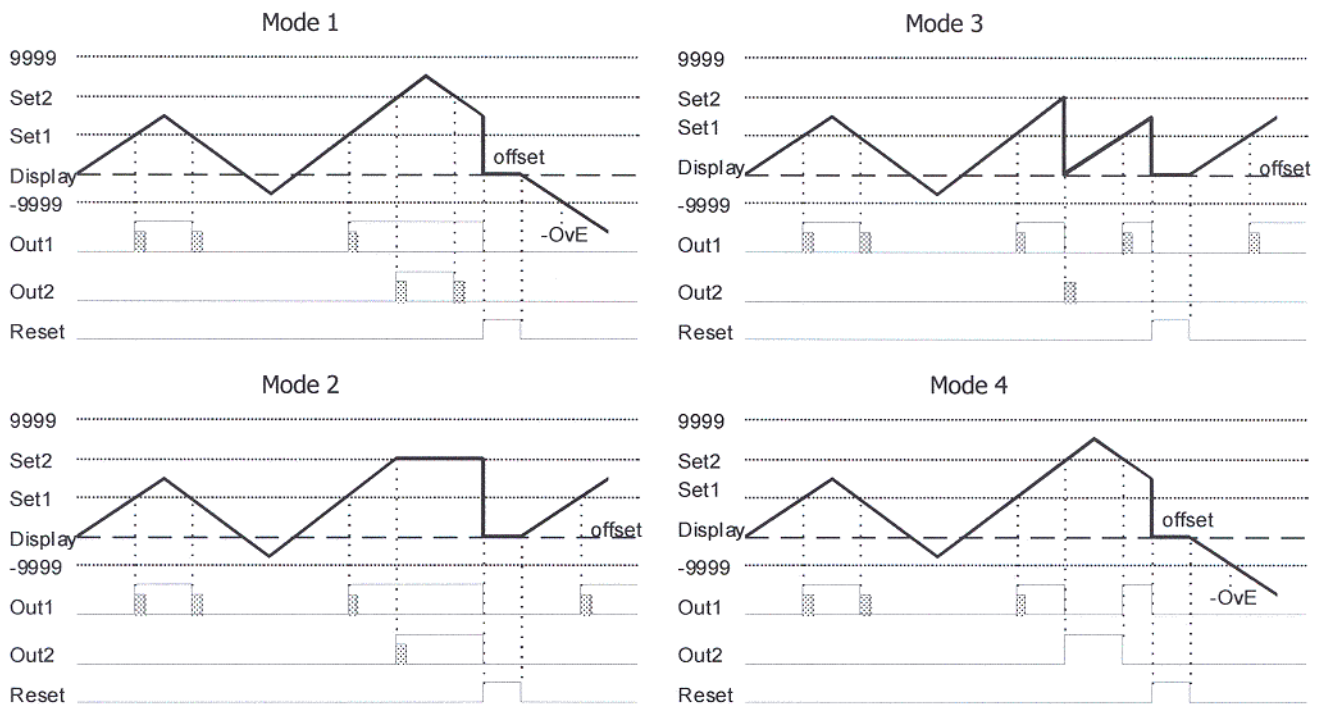 Mode 1
9999
Set2
Set1
offset
Display
-9999
-OvE
Out1
Out2
Reset
Mode 3
9999
Set2
Set1
Display
offset
-9999
Out1
Out2
Reset
Mode 2
9999
Set2
Set1
offset
Display
-9999
Out1
Out2
Reset
Mode 4
9999
Set2
Set1
offset
Display
-9999
-OvE
Out1
Out2
Reset